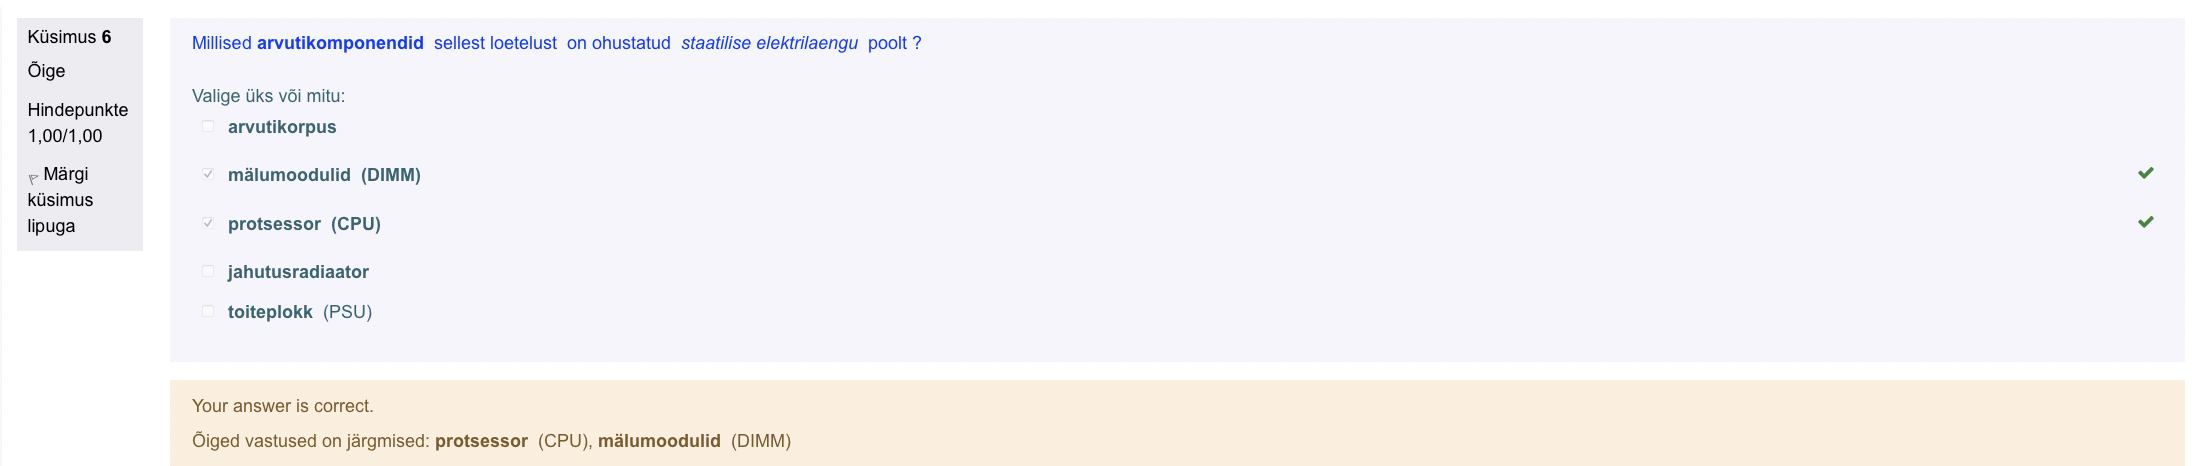 Küsimus 6
Õige
Hindepunkte
1,00/1,00
Märgi
küsimus
lipuga
Millised arvutikomponendid sellest loetelust on ohustatud staatilise elektrilaengu poolt ?
Valige üks või mitu:
arvutikorpus
mälumoodulid (DIMM)
protsessor (CPU)
jahutusradiaator
toiteplokk (PSU)
Your answer is correct.
Õiged vastused on järgmised: protsessor (CPU), mälumoodulid (DIMM)